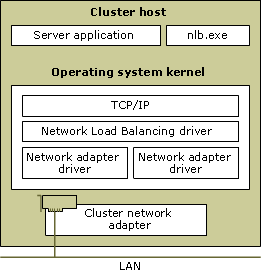 Cluster host
Server application
nlb.exe
Operating system kernel
TCP/IP
Network Load Balancing driver
Network adapter
driver
Network adapter
driver
Cluster network
adapter
LAN